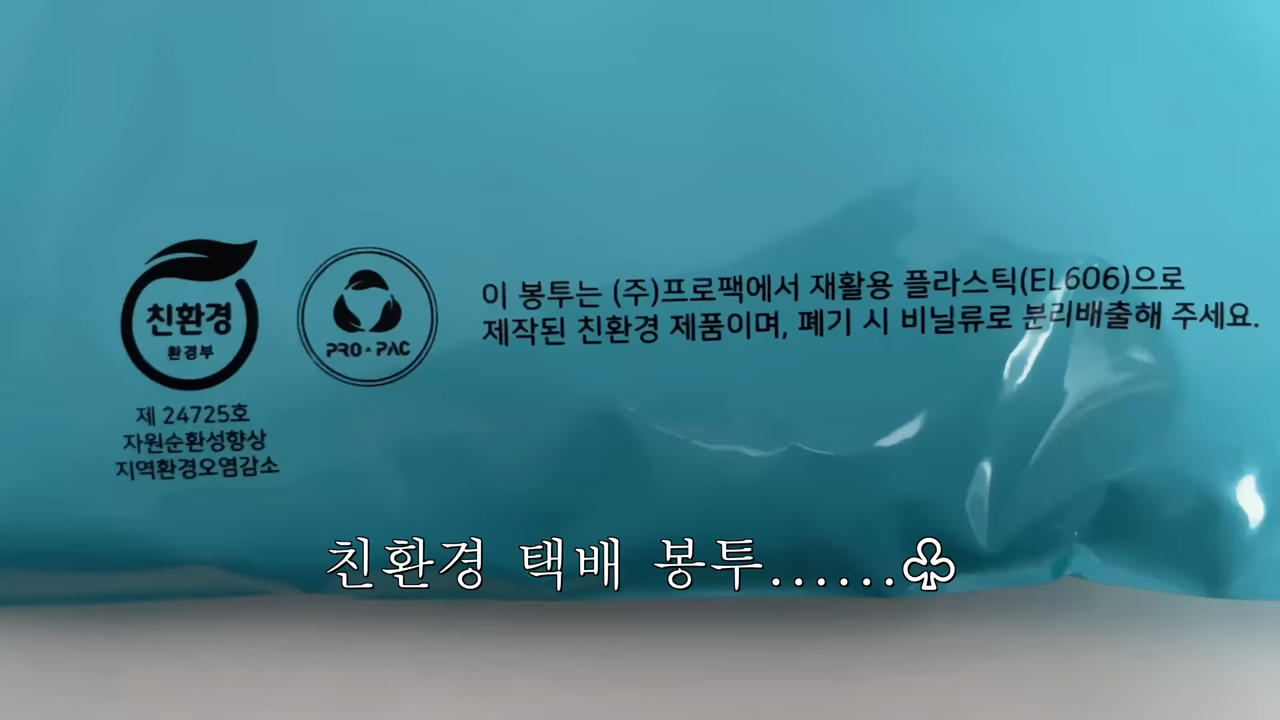 친환경
환경부
제 24725호
자원순환성향상
지역환경오염감소
PRO PAC
이 봉투는 (주)프로팩에서 재활용 플라스틱(EL606)으로
제작된 친환경 제품이며, 폐기 시 비닐류로 분리배출해 주세요.
친환경 택배 봉투......♧